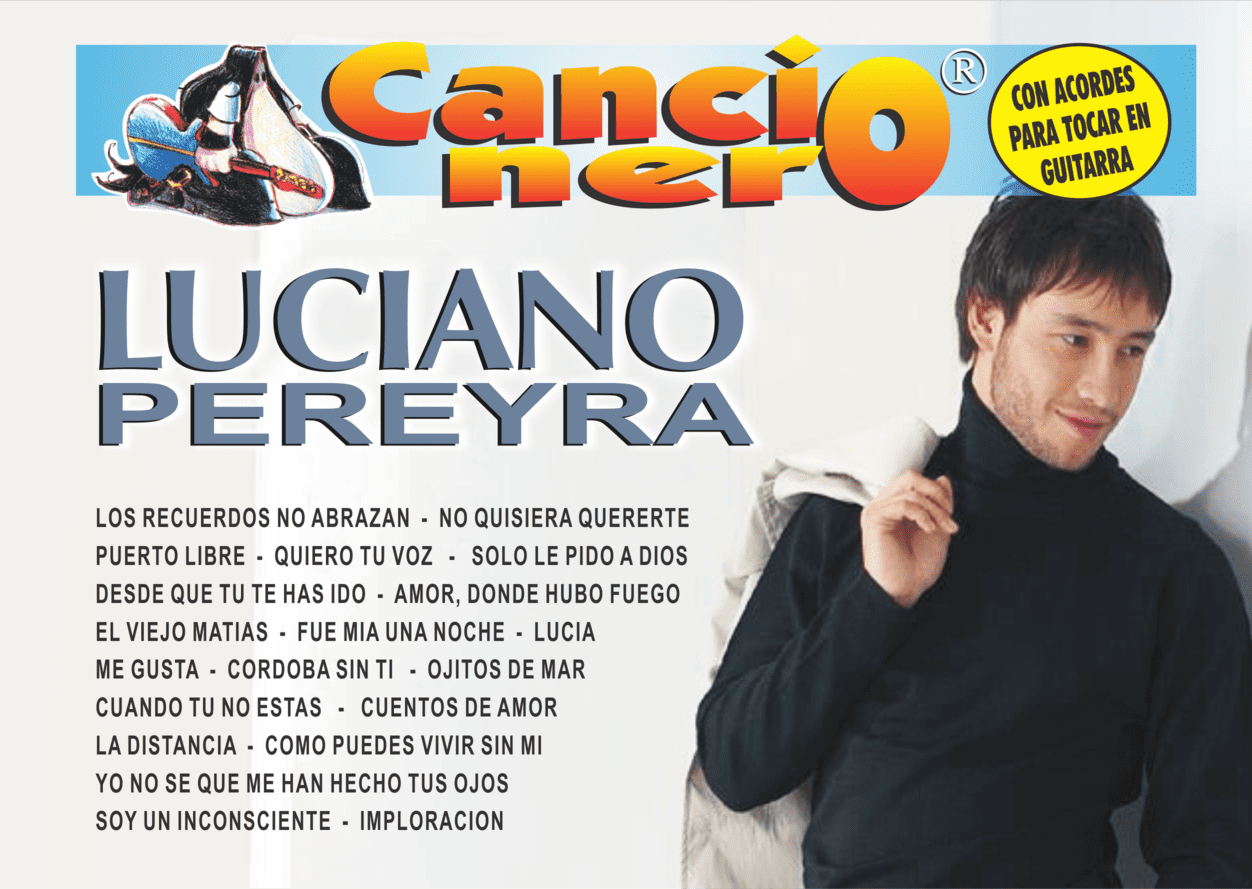 Cancio
nero
®
CON ACORDES
PARA TOCAR EN
GUITARRA
LUCIANO
PEREYRA
LOS RECUERDOS NO ABRAZAN - NO QUISIERA QUERERTE
PUERTO LIBRE - QUIERO TU VOZ - SOLO LE PIDO A DIOS
DESDE QUE TU TE HAS IDO - AMOR, DONDE HUBO FUEGO
EL VIEJO MATIAS - FUE MIA UNA NOCHE - LUCIA
ME GUSTA - CORDOBA SIN TI - OJITOS DE MAR
CUANDO TU NO ESTAS - CUENTOS DE AMOR
LA DISTANCIA - COMO PUEDES VIVIR SIN MI
YO NO SE QUE ME HAN HECHO TUS OJOS
SOY UN INCONSCIENTE - IMPLORACION